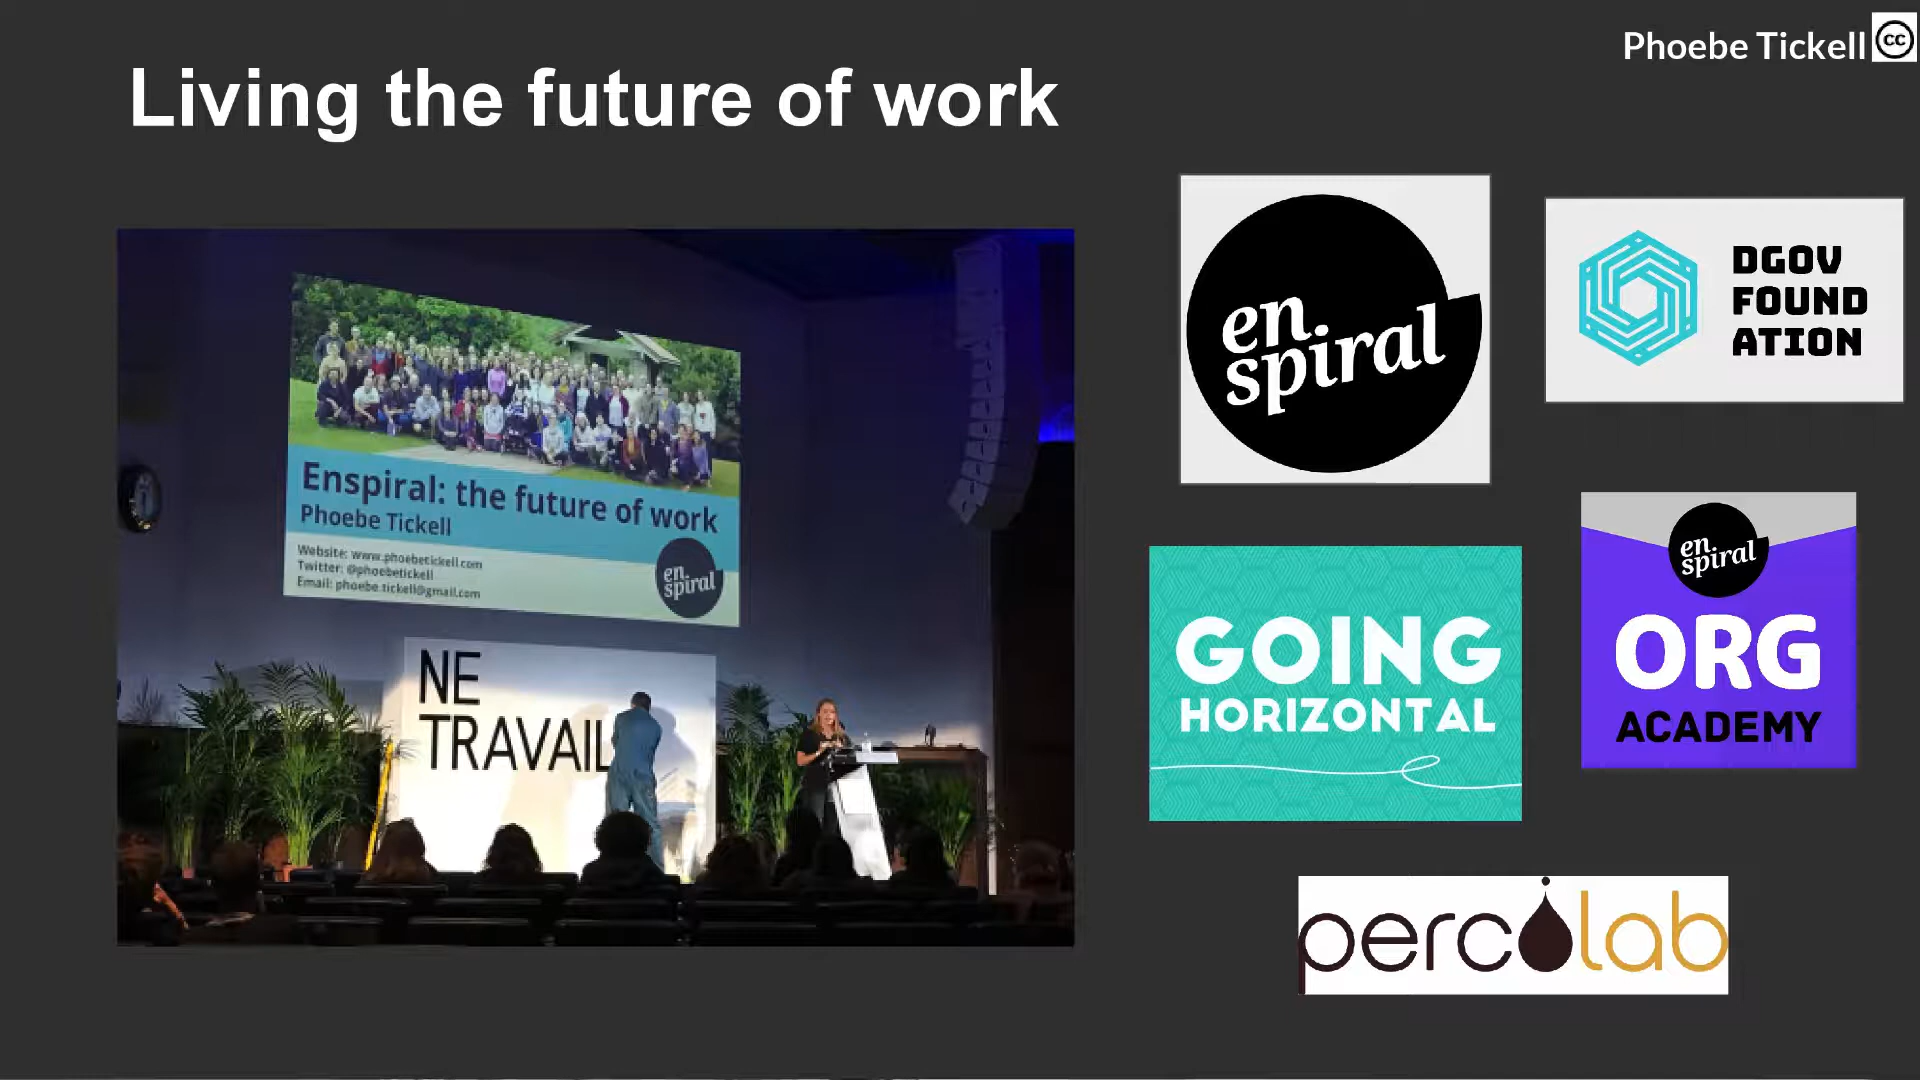 Phoebe Tickell
cc
Living the future of work
Enspiral: the future of work
Phoebe Tickell
Website: www.phoebetickell.com
Twitter: @phoebetickell
Email: phoebe.tickell@gmail.com
en
spiral
NE
TRAVAIL
en
spiral
DGOV
FOUND
ATION
GOING
HORIZONTAL
en
spiral
ORG
ACADEMY
percolab